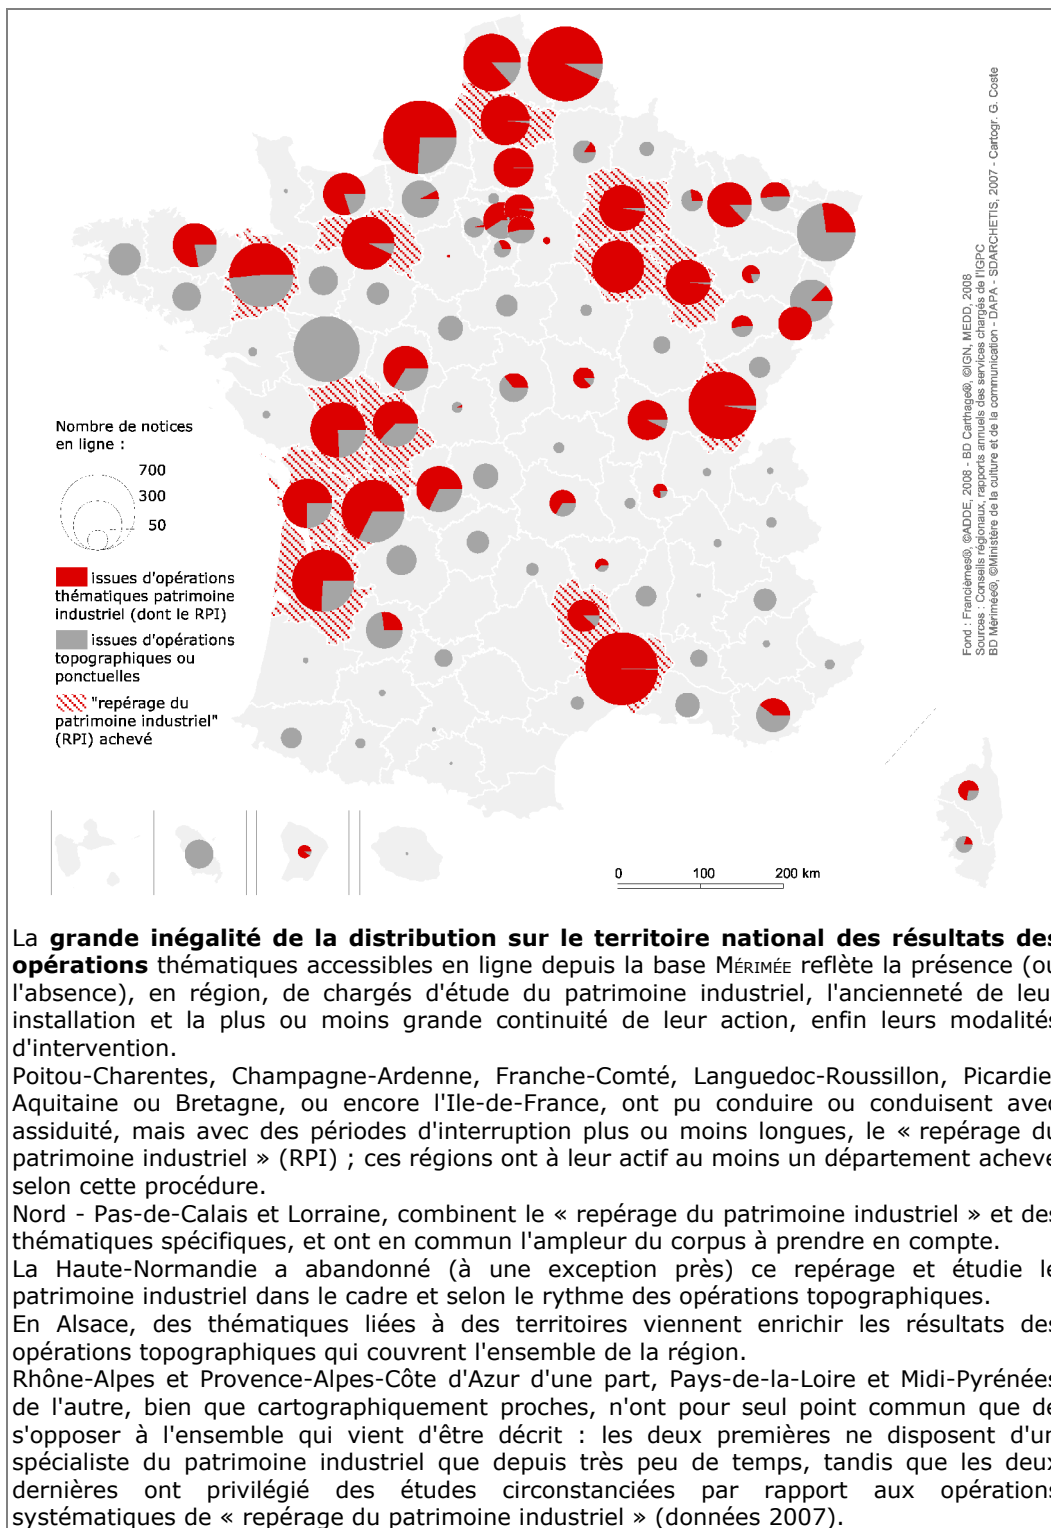 Nombre de notices
en ligne :
700
300
50
issues d'opérations
thématiques patrimoine
industriel (dont le RPI)
issues d'opérations
topographiques ou
ponctuelles
"repérage du
patrimoine industriel"
(RPI) achevé
Fond : Francièmes®, ©ADDE, 2008 - BD Carthage®, ©IGN, MEDD, 2008
Sources : Conseils régionaux, rapports annuels des services chargés de l'IGPC
BD Mérimée®, ©Ministère de la culture et de la communication - DAPA - SDARCHETIS, 2007 - Cartogr. G. Coste
0 100 200 km
La grande inégalité de la distribution sur le territoire national des résultats des
opérations thématiques accessibles en ligne depuis la base MÉRIMÉE reflète la présence (ou
l'absence), en région, de chargés d'étude du patrimoine industriel, l'ancienneté de leu
installation et la plus ou moins grande continuité de leur action, enfin leurs modalités
d'intervention.
Poitou-Charentes, Champagne-Ardenne, Franche-Comté, Languedoc-Roussillon, Picardie
Aquitaine ou Bretagne, ou encore l'Ile-de-France, ont pu conduire ou conduisent avec
assiduité, mais avec des périodes d'interruption plus ou moins longues, le « repérage du
patrimoine industriel » (RPI) ; ces régions ont à leur actif au moins un département achevé
selon cette procédure.
Nord - Pas-de-Calais et Lorraine, combinent le « repérage du patrimoine industriel » et des
thématiques spécifiques, et ont en commun l'ampleur du corpus à prendre en compte.
La Haute-Normandie a abandonné (à une exception près) ce repérage et étudie le
patrimoine industriel dans le cadre et selon le rythme des opérations topographiques.
En Alsace, des thématiques liées à des territoires viennent enrichir les résultats des
opérations topographiques qui couvrent l'ensemble de la région.
Rhône-Alpes et Provence-Alpes-Côte d'Azur d'une part, Pays-de-la-Loire et Midi-Pyrénées
de l'autre, bien que cartographiquement proches, n'ont pour seul point commun que de
s'opposer à l'ensemble qui vient d'être décrit : les deux premières ne disposent d'un
spécialiste du patrimoine industriel que depuis très peu de temps, tandis que les deux
dernières ont privilégié des études circonstanciées par rapport aux opérations
systématiques de « repérage du patrimoine industriel » (données 2007).